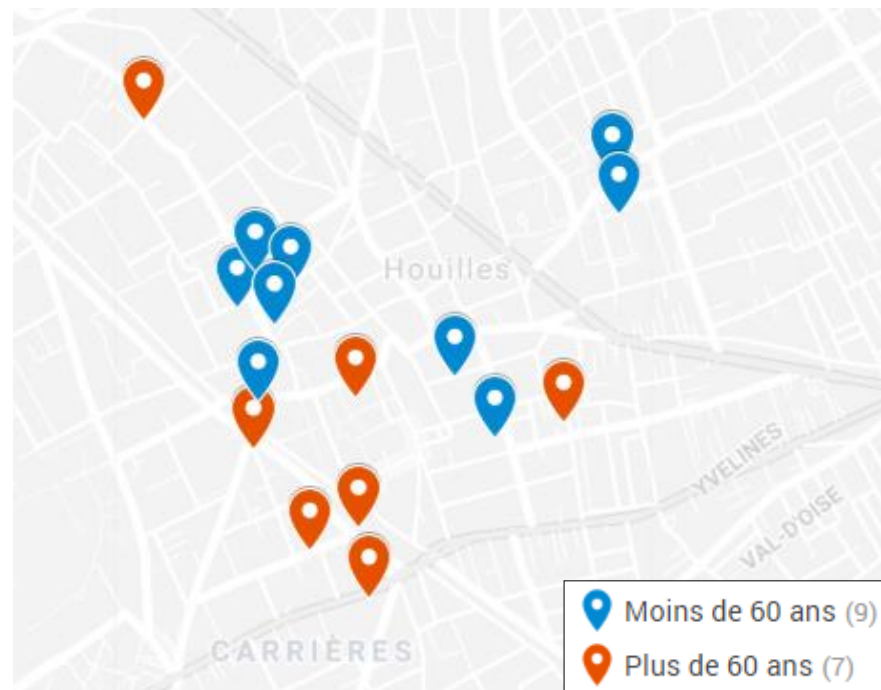 Houilles
YVELINES
VAL-D'OISE
CARRIÈRES
Moins de 60 ans (9)
Plus de 60 ans (7)